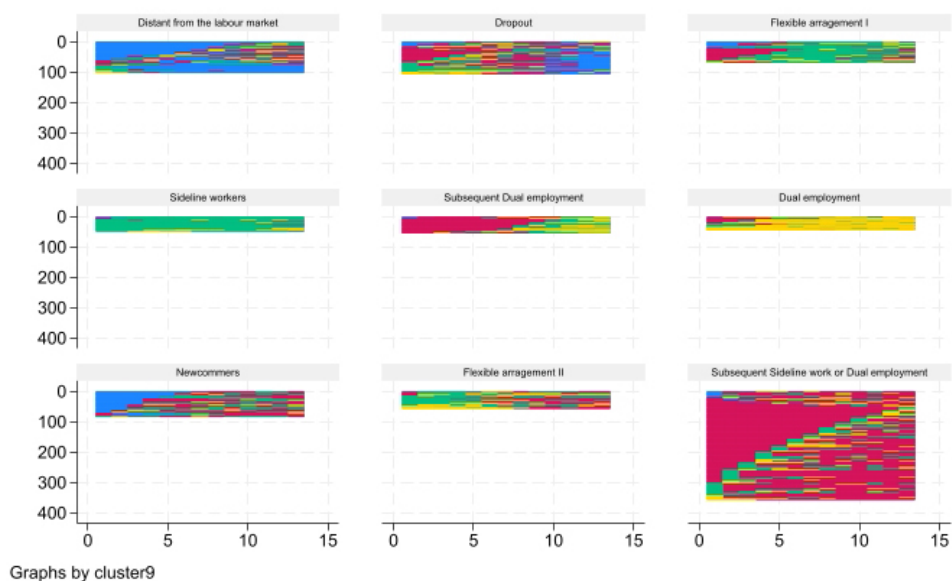 Distant from the labour market
Dropout
Flexible arragement I
0
100
200
300
400
Sideline workers
Subsequent Dual employment
Dual employment
0
100
200
300
400
Newcommers
Flexible arragement II
Subsequent Sideline work or Dual employment
0
100
200
300
400
0 5 10 15 0 5 10 15 0 5 10 15
Graphs by cluster9